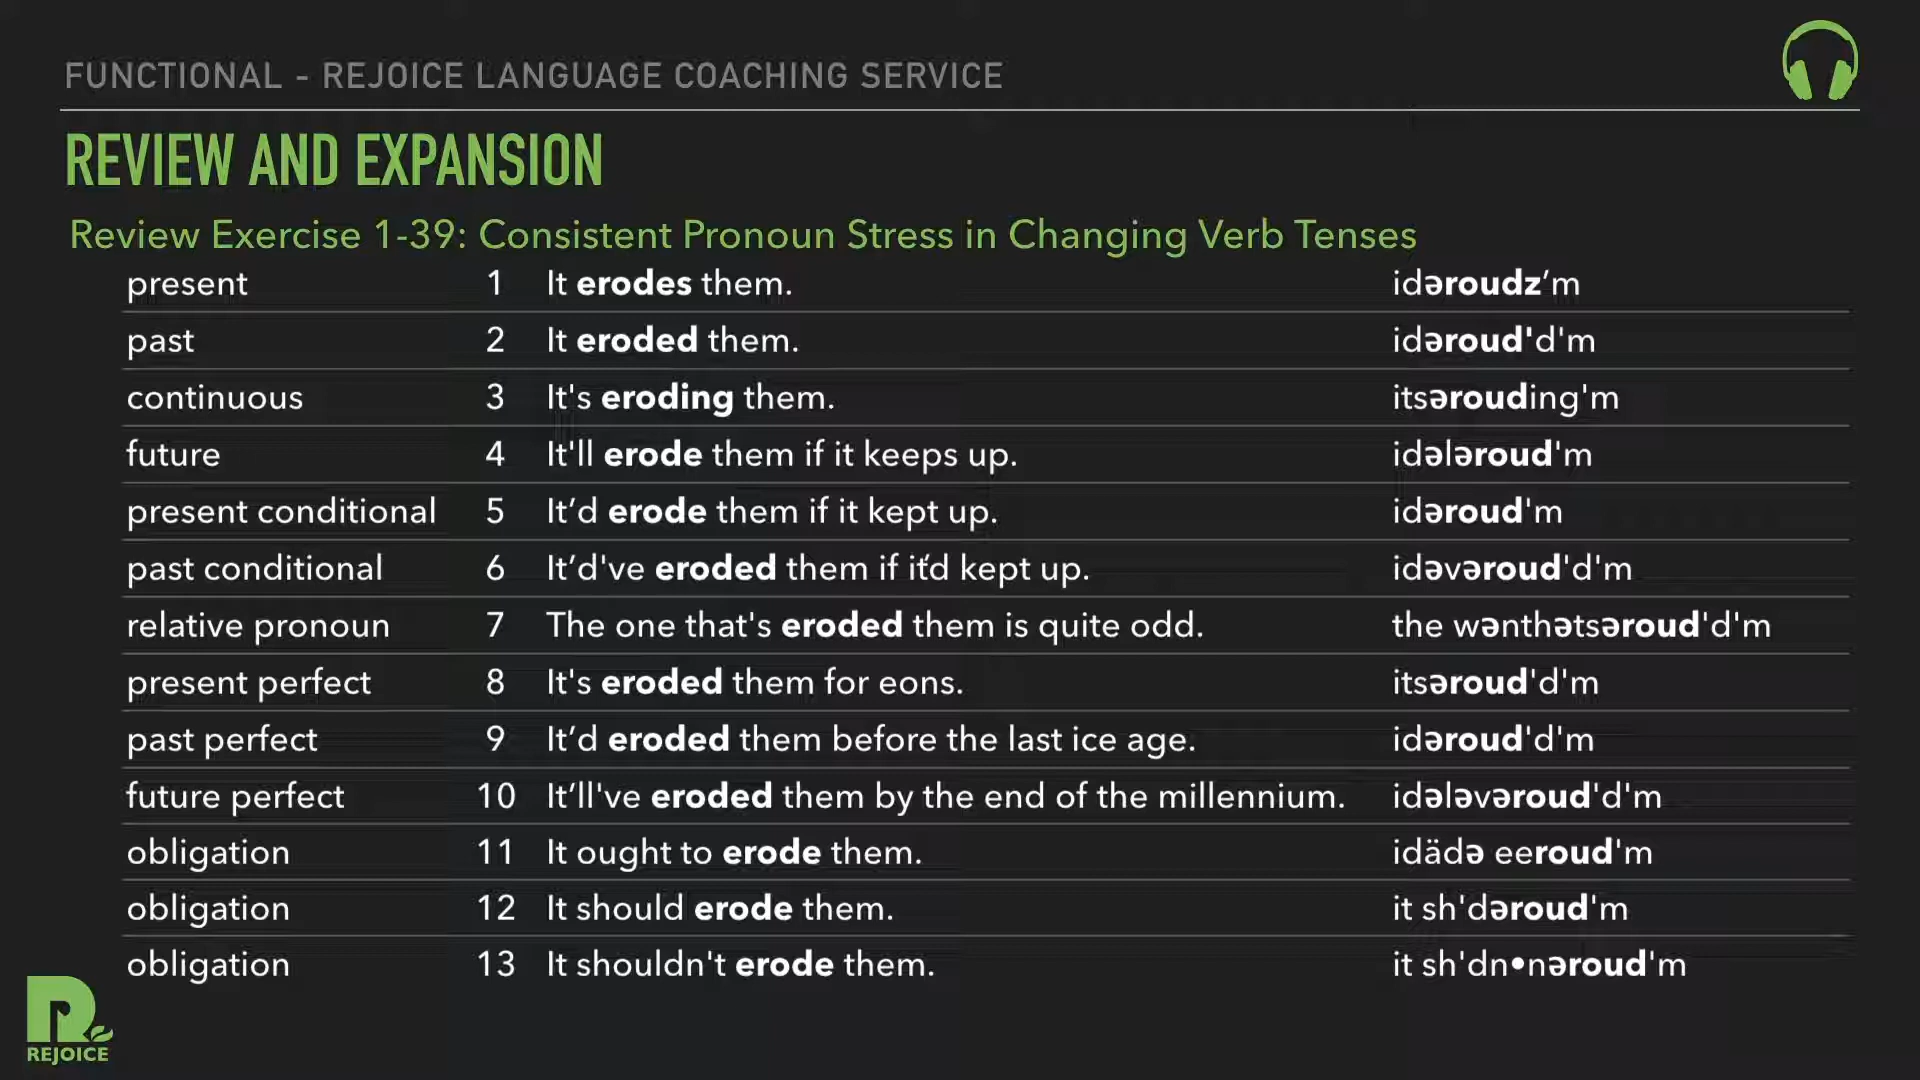 FUNCTIONAL - REJOICE LANGUAGE COACHING SERVICE
REVIEW AND EXPANSION
Review Exercise 1-39: Consistent Pronoun Stress in Changing Verb Tenses
present 1 It erodes them. idəroudz’m
past 2 It eroded them. idəroud'd'm
continuous 3 It's eroding them. itsərouding'm
future 4 It'll erode them if it keeps up. idələroud'm
present conditional 5 It’d erode them if it kept up. idəroud'm
past conditional 6 It’d've eroded them if it’d kept up. idəvəroud'd'm
relative pronoun 7 The one that's eroded them is quite odd. the wənthətsəroud'd'm
present perfect 8 It's eroded them for eons. itsəroud'd'm
past perfect 9 It’d eroded them before the last ice age. idəroud'd'm
future perfect 10 It’ll've eroded them by the end of the millennium. idələvəroud'd'm
obligation 11 It ought to erode them. idädə eeroud'm
obligation 12 It should erode them. it sh'dəroud'm
obligation 13 It shouldn't erode them. it sh'dn•nəroud'm
REJOICE